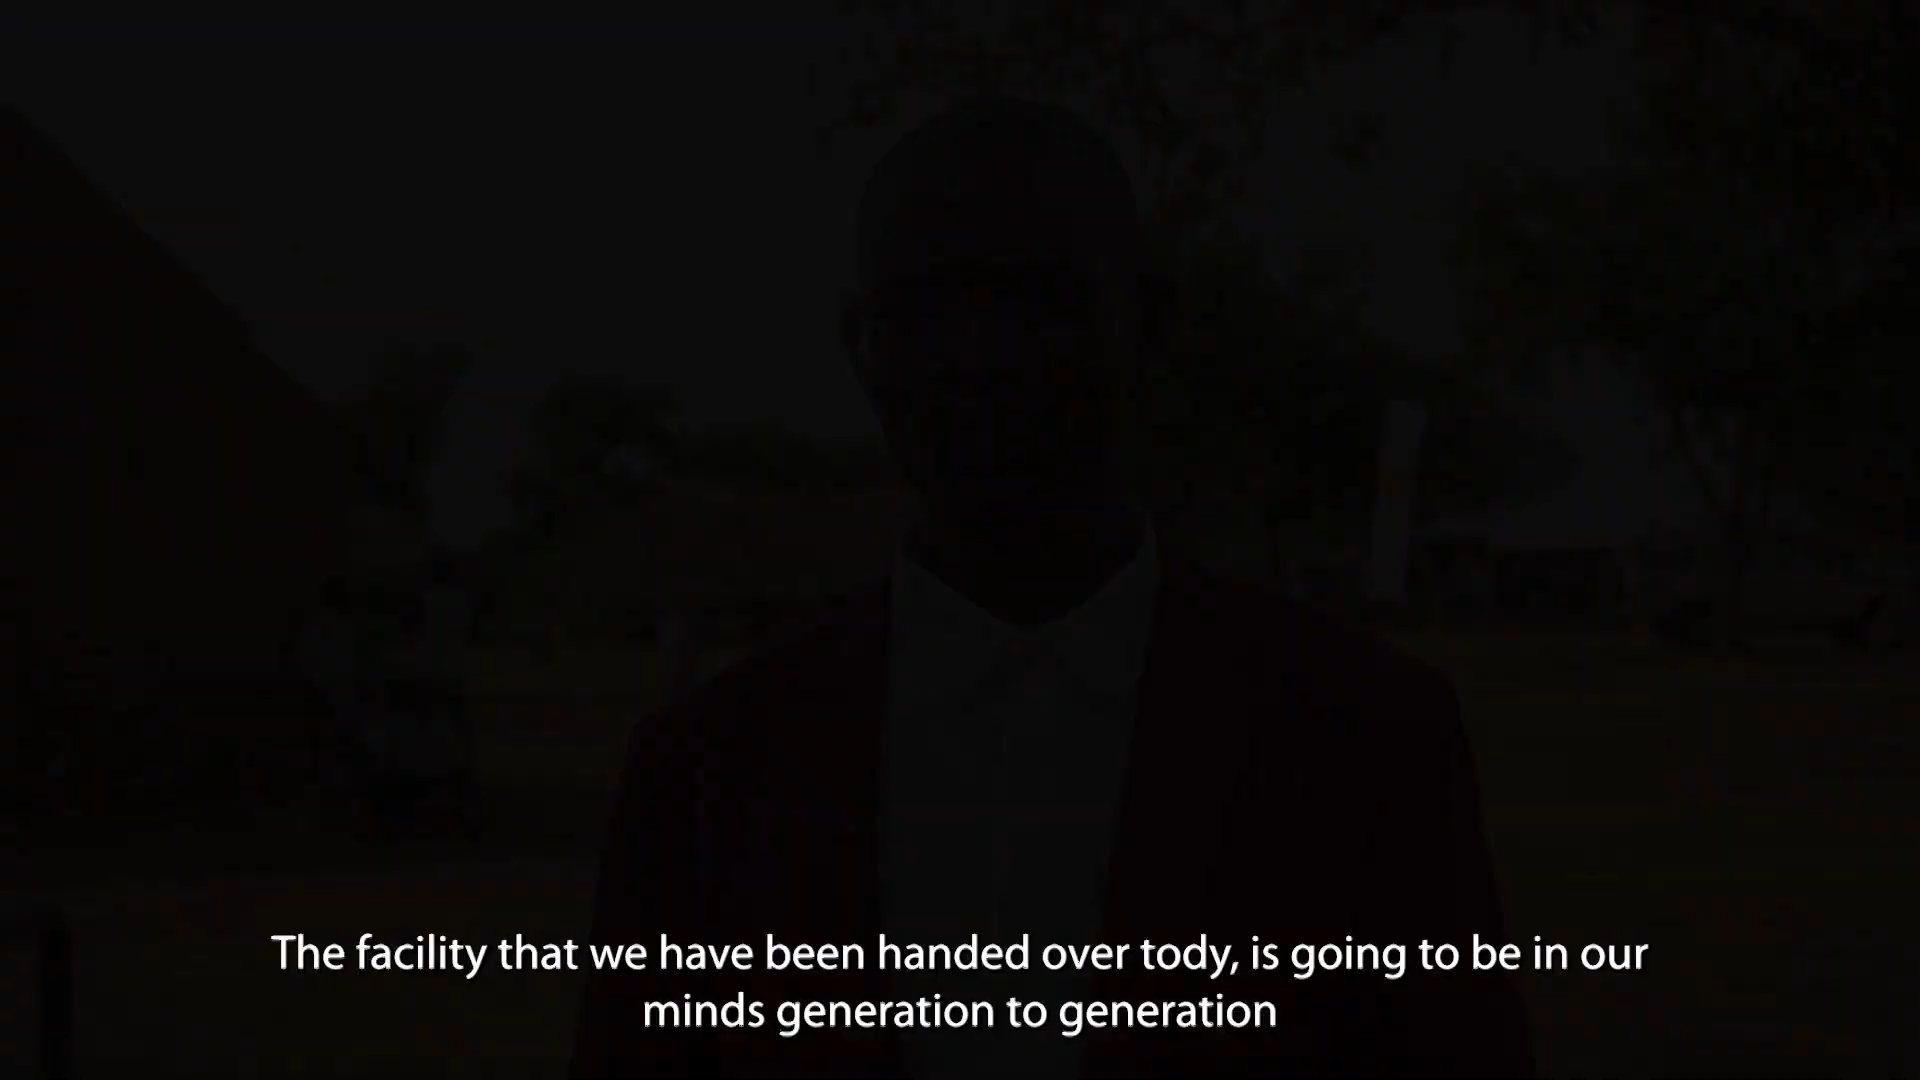 The facility that we have been handed over tody, is going to be in our
minds generation to generation